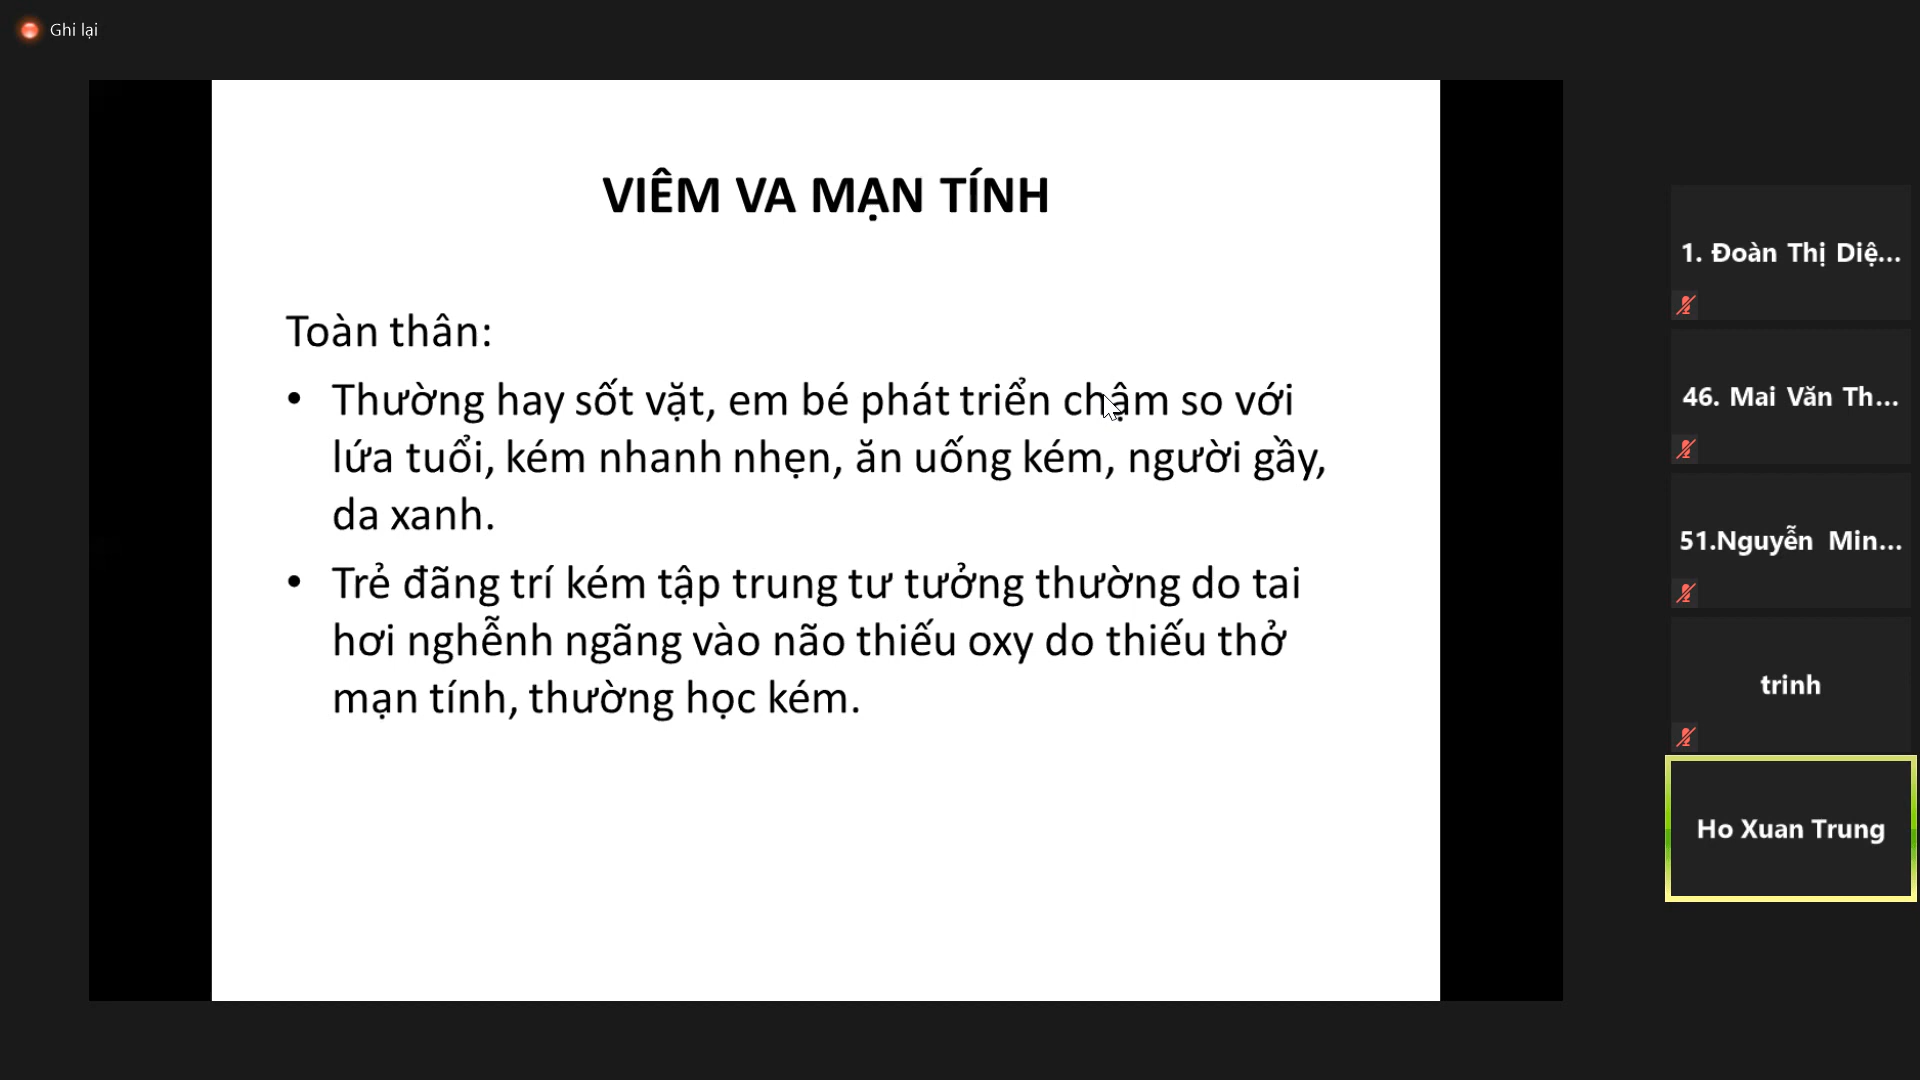 Ghi lại
VIÊM VA MẠN TÍNH
Toàn thân:
• Thường hay sốt vặt, em bé phát triển chậm so với
lứa tuổi, kém nhanh nhẹn, ăn uống kém, người gầy,
da xanh.
• Trẻ đãng trí kém tập trung tư tưởng thường do tai
hơi nghễnh ngãng vào não thiếu oxy do thiếu thở
mạn tính, thường học kém.
1. Đoàn Thị Diệ...
46. Mai Văn Th...
51.Nguyễn Min...
trinh
Ho Xuan Trung